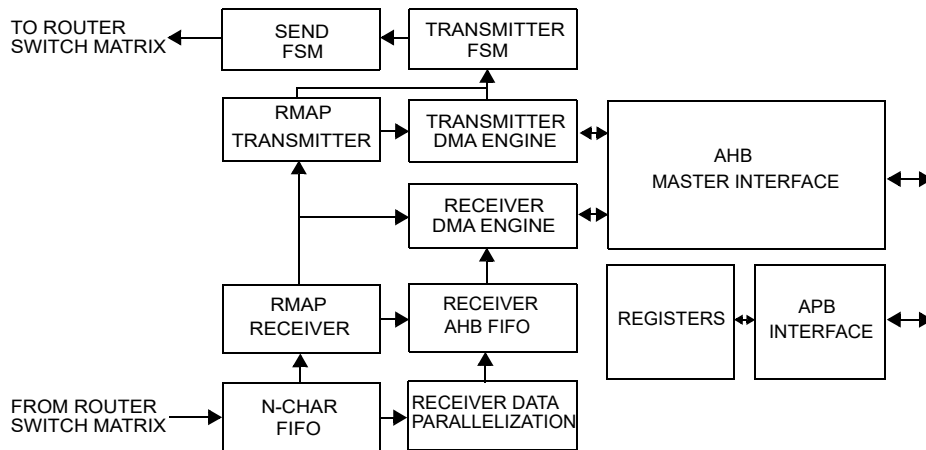 TO ROUTER
SWITCH MATRIX
SEND
FSM
TRANSMITTER
FSM
RMAP
TRANSMITTER
TRANSMITTER
DMA ENGINE
AHB
MASTER INTERFACE
RECEIVER
DMA ENGINE
RMAP
RECEIVER
RECEIVER
AHB FIFO
REGISTERS
APB
INTERFACE
FROM ROUTER
SWITCH MATRIX
N-CHAR
FIFO
RECEIVER DATA
PARALLELIZATION